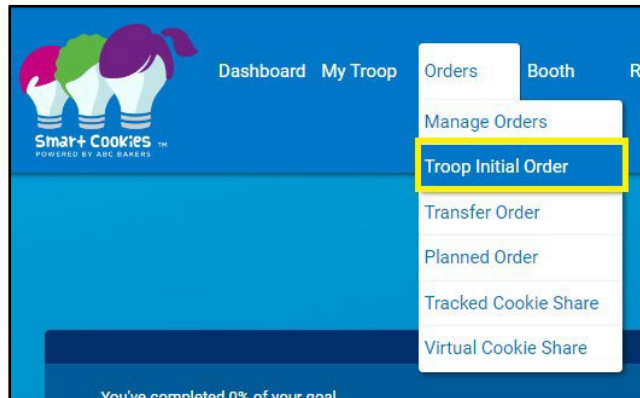 Dashboard My Troop Orders Booth R
Smart Cookies TM
POWERED BY ABC BAKERS
Manage Orders
Troop Initial Order
Transfer Order
Planned Order
Tracked Cookie Share
Virtual Cookie Share
You've completed 0% of your goal